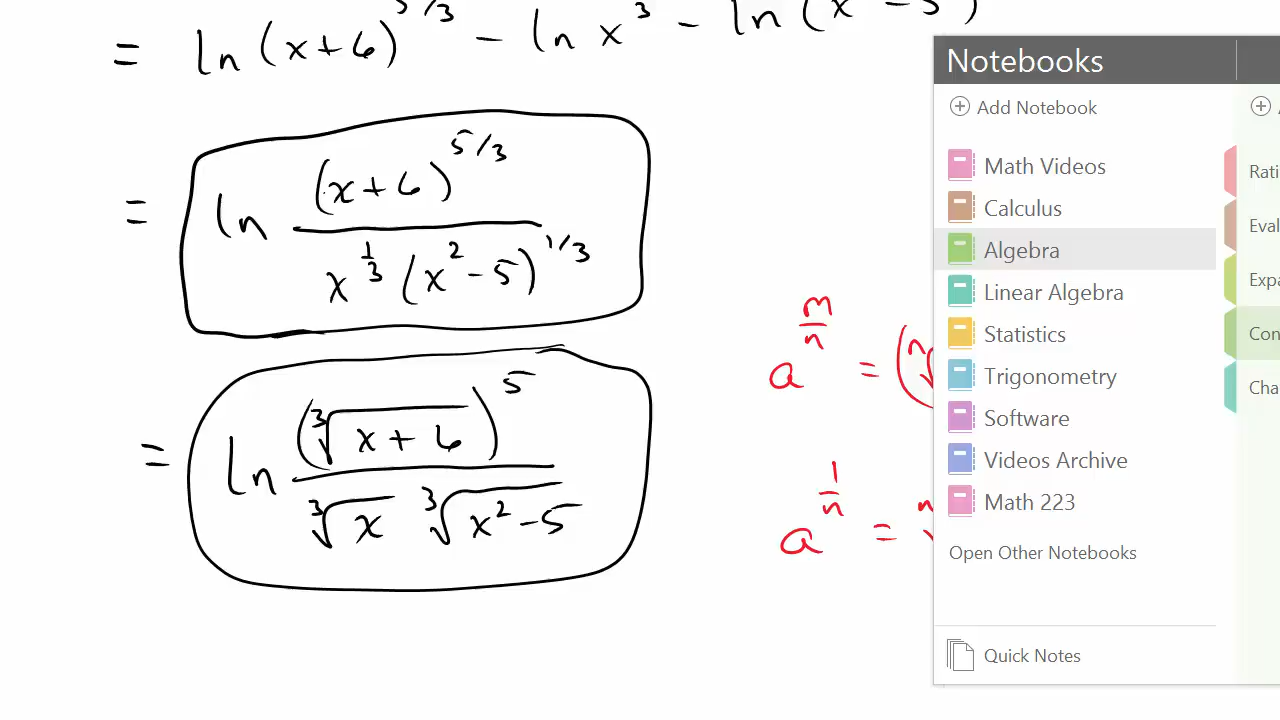 = ln (x+6)^5/3 - ln x^3 - ln (x - 5)
= ln (x+6)^5/3
x^1/3 (x^2 - 5)^1/3
= ln (∛x+6)^5
∛x ∛x^2-5
a^m/n = (n√
a^1/n = n√
Notebooks
Add Notebook
Math Videos
Calculus
Algebra
Linear Algebra
Statistics
Trigonometry
Software
Videos Archive
Math 223
Open Other Notebooks
Quick Notes
Rati
Eval
Expa
Con
Cha